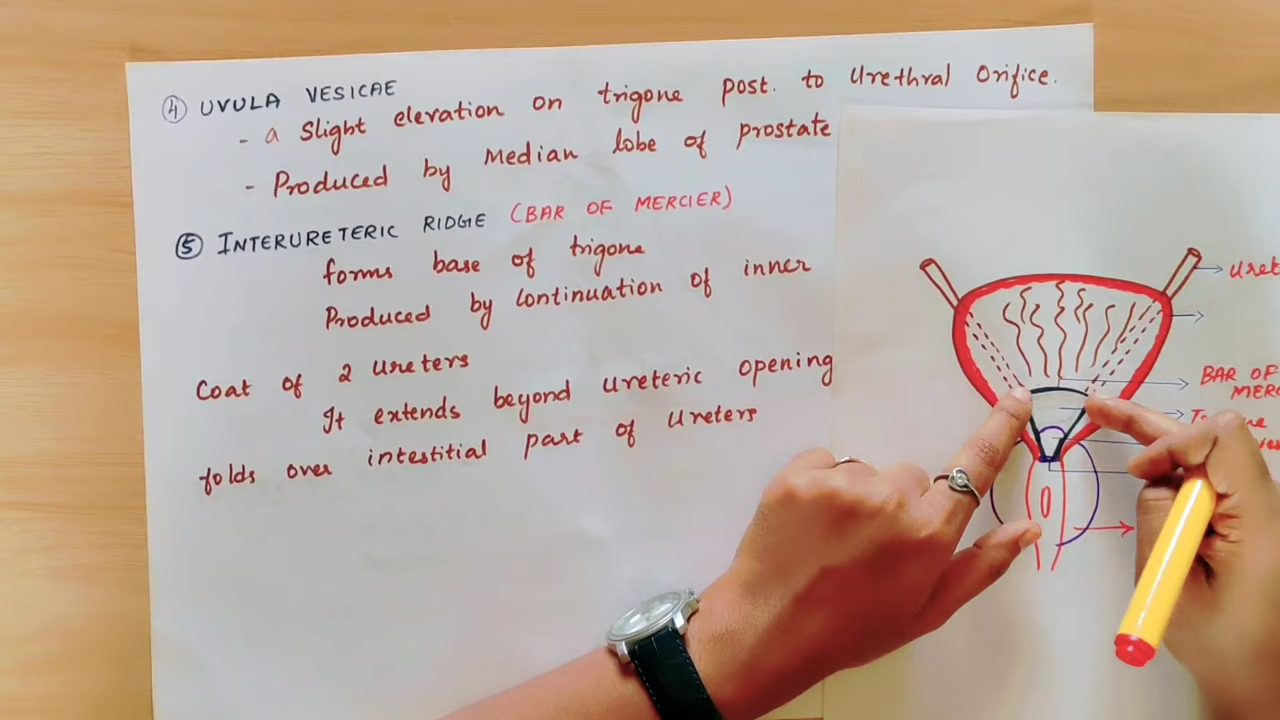 ④ UVULA VESICAE
- a slight elevation on trigone post. to Urethral Orifice.
- Produced by Median lobe of prostate
⑤ INTERURETERIC RIDGE (BAR OF MERCIER)
forms base of trigone
Produced by continuation of inner
Coat of 2 Ureters
It extends beyond ureteric opening
folds over intestitial part of Ureters
BAR OF